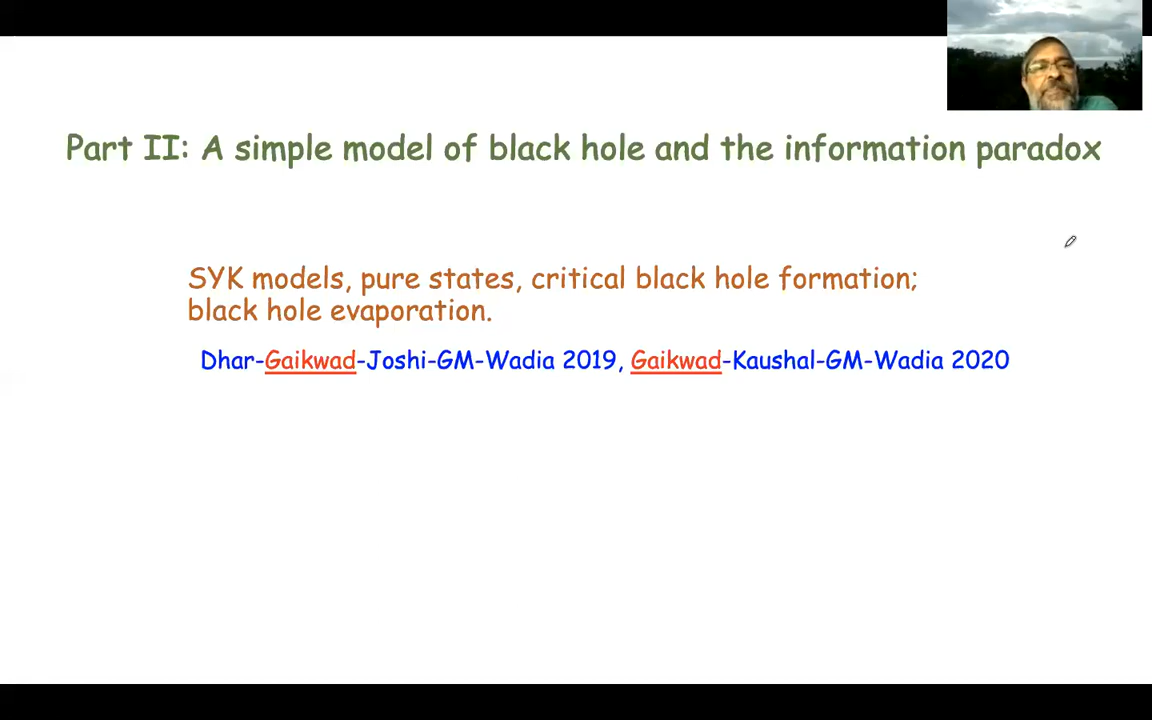 Part II: A simple model of black hole and the information paradox
SYK models, pure states, critical black hole formation;
black hole evaporation.
Dhar-Gaikwad-Joshi-GM-Wadia 2019, Gaikwad-Kaushal-GM-Wadia 2020